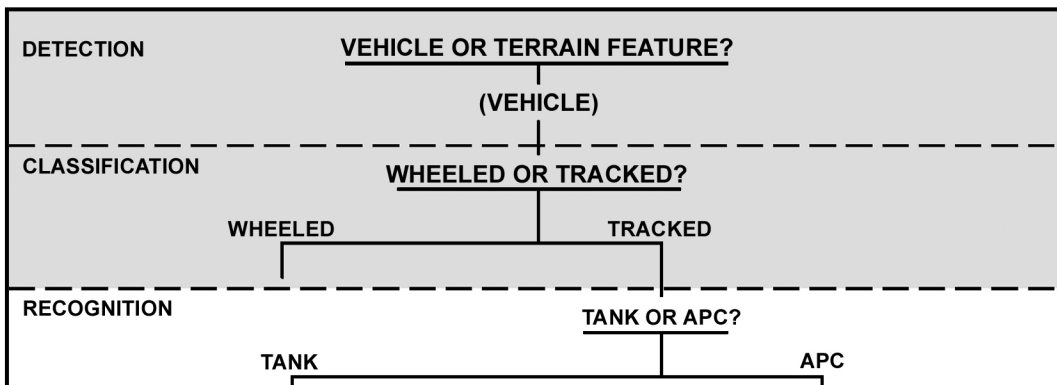 DETECTION
VEHICLE OR TERRAIN FEATURE?
(VEHICLE)
CLASSIFICATION
WHEELED OR TRACKED?
WHEELED TRACKED
RECOGNITION
TANK OR APC?
TANK APC